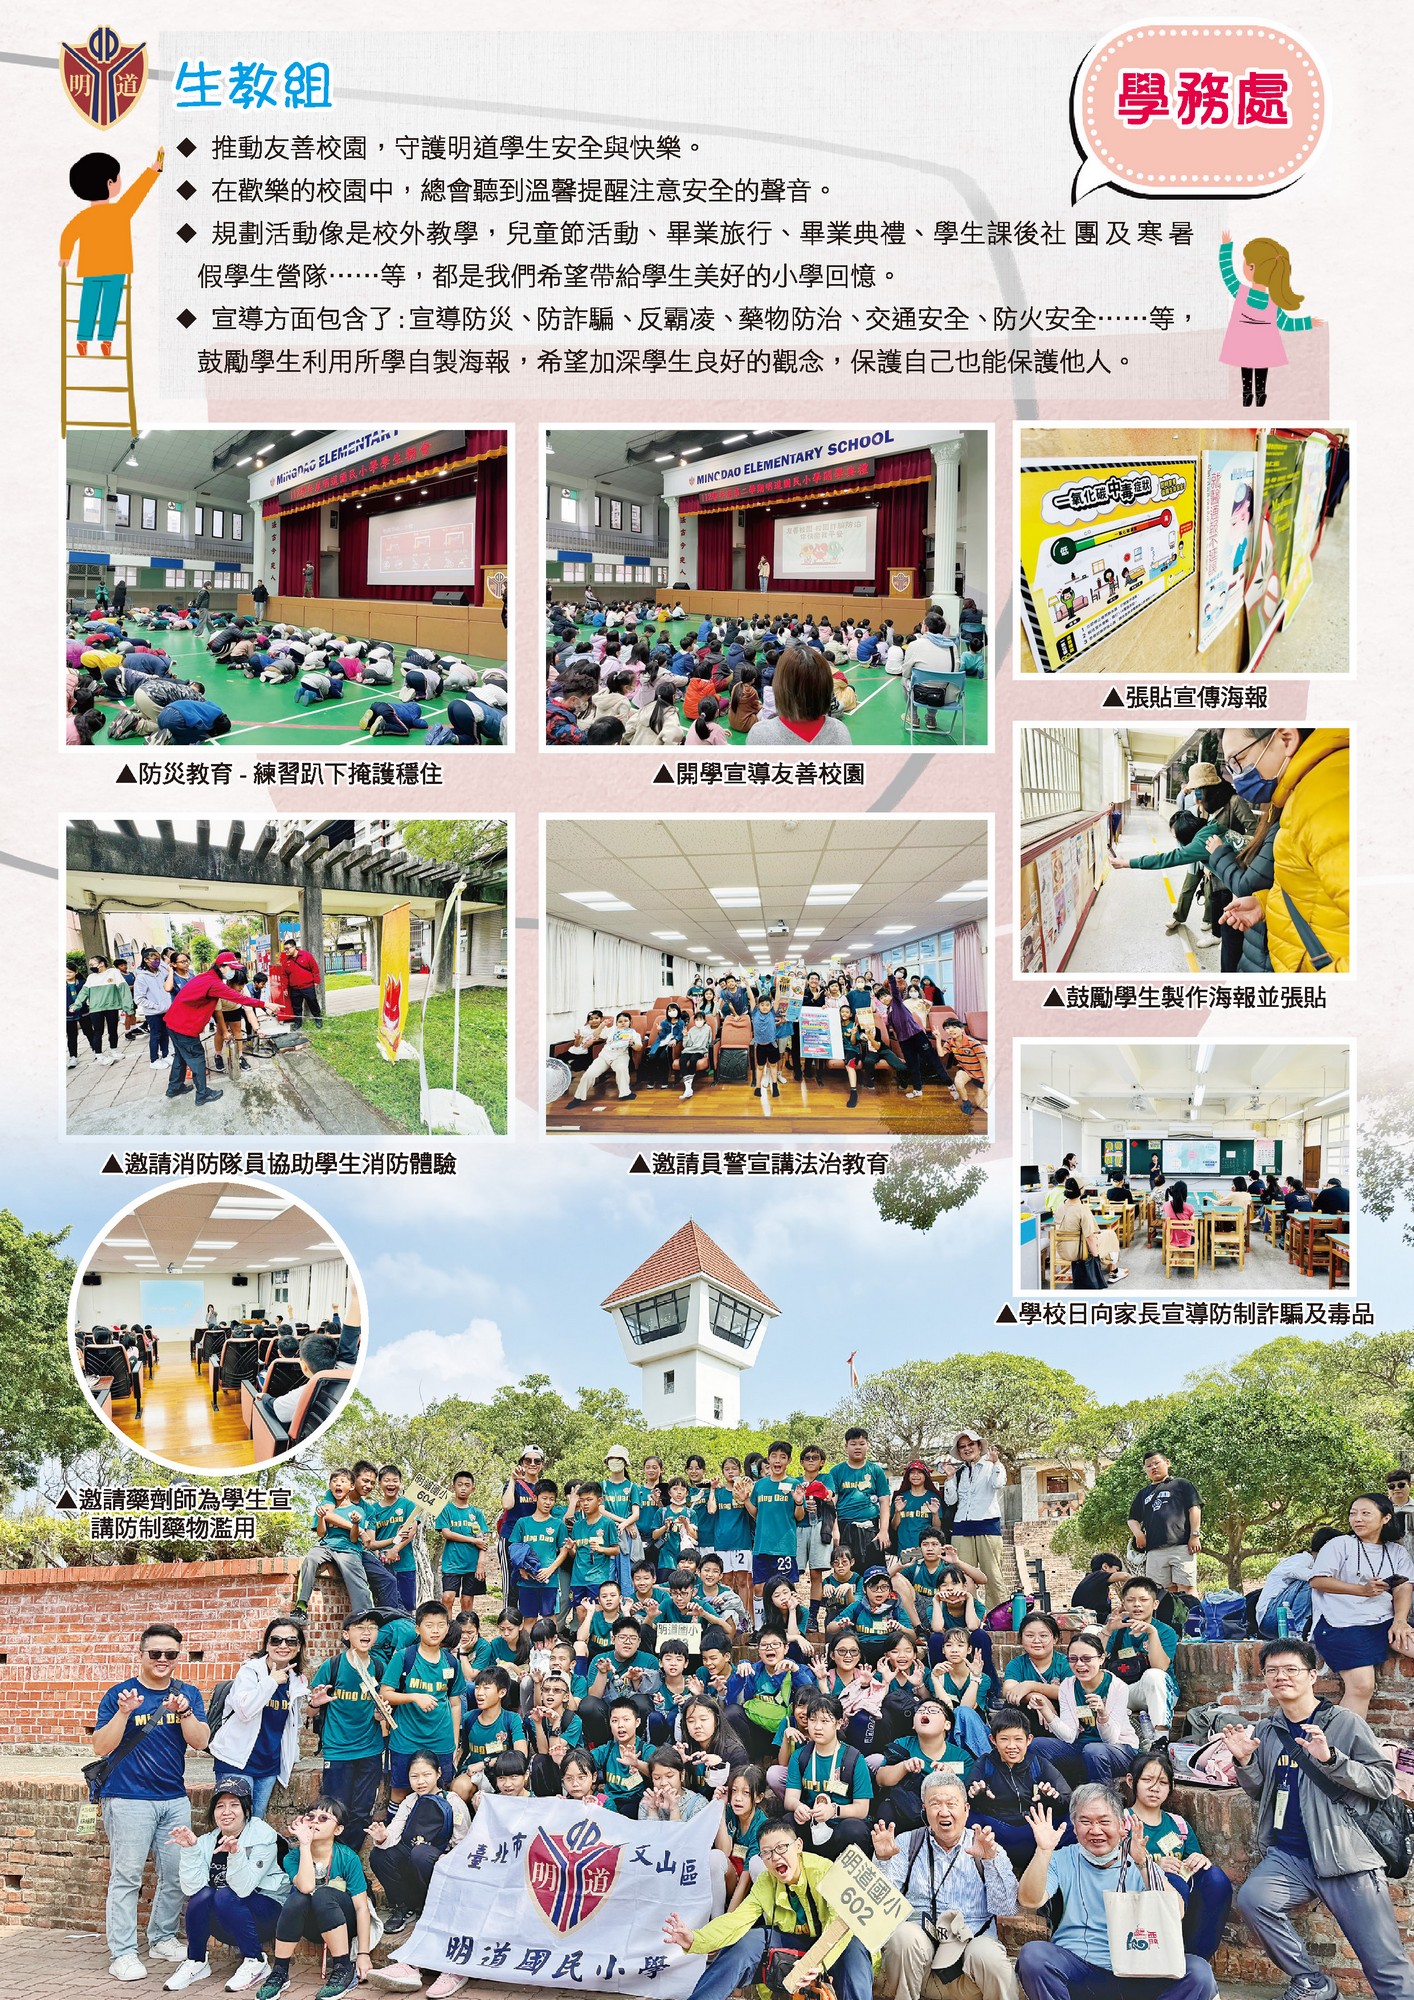 明道
生教組
學務處
◆ 推動友善校園，守護明道學生安全與快樂。
◆ 在歡樂的校園中，總會聽到溫馨提醒注意安全的聲音。
◆ 規劃活動像是校外教學，兒童節活動、畢業旅行、畢業典禮、學生課後社團及寒暑
假學生營隊……等，都是我們希望帶給學生美好的小學回憶。
◆ 宣導方面包含了:宣導防災、防詐騙、反霸凌、藥物防治、交通安全、防火安全……等，
鼓勵學生利用所學自製海報，希望加深學生良好的觀念，保護自己也能保護他人。
MINGDAO ELEMENTARY
MINGDAO ELEMENTARY SCHOOL
一氧化碳中毒症狀
低
高
▲張貼宣傳海報
▲防災教育 - 練習趴下掩護穩住
▲開學宣導友善校園
▲鼓勵學生製作海報並張貼
▲邀請消防隊員協助學生消防體驗
▲邀請員警宣講法治教育
▲學校日向家長宣導防制詐騙及毒品
▲邀請藥劑師為學生宣
講防制藥物濫用
明道國小
604
明道國小
Ming Dao
23
臺北市
明道
文山區
明道國民小學
明道國小
602